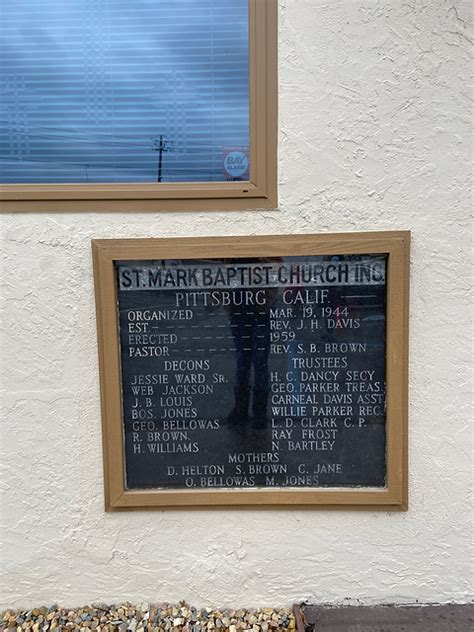 BAY
ALARM
ST. MARK BAPTIST CHURCH INC.
PITTSBURG CALIF.
ORGANIZED MAR. 19, 1944
EST. REV. J. H. DAVIS
ERECTED 1959
PASTOR REV. S. B. BROWN
DECONS TRUSTEES
JESSIE WARD SR. H. C. DANCY SECY
WEB JACKSON GEO. PARKER TREAS.
J. B. LOUIS CARNEAL DAVIS ASST.
BOS. JONES WILLIE PARKER REC.
GEO. BELLOWAS L. D. CLARK C. P.
R. BROWN RAY FROST
H. WILLIAMS N. BARTLEY
MOTHERS
D. HELTON S. BROWN C. JANE
O. BELLOWAS M. JONES